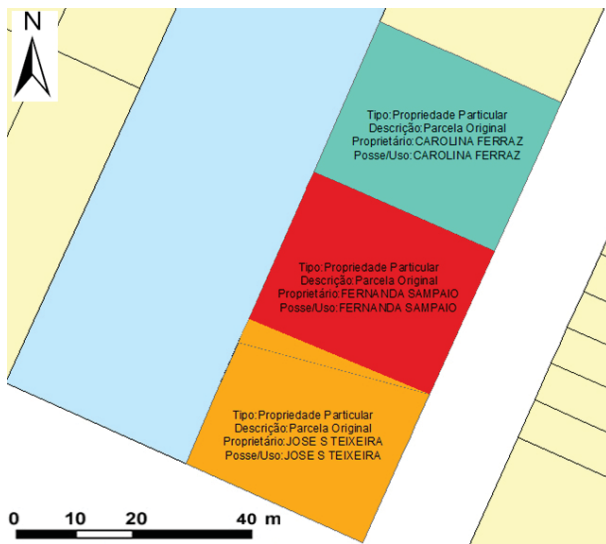 N
Tipo:Propriedade Particular
Descrição:Parcela Original
Proprietário:CAROLINA FERRAZ
Posse/Uso:CAROLINA FERRAZ
Tipo:Propriedade Particular
Descrição:Parcela Original
Proprietário:FERNANDA SAMPAIO
Posse/Uso:FERNANDA SAMPAIO
Tipo:Propriedade Particular
Descrição:Parcela Original
Proprietário:JOSE S TEIXEIRA
Posse/Uso:JOSE S TEIXEIRA
0 10 20 40 m